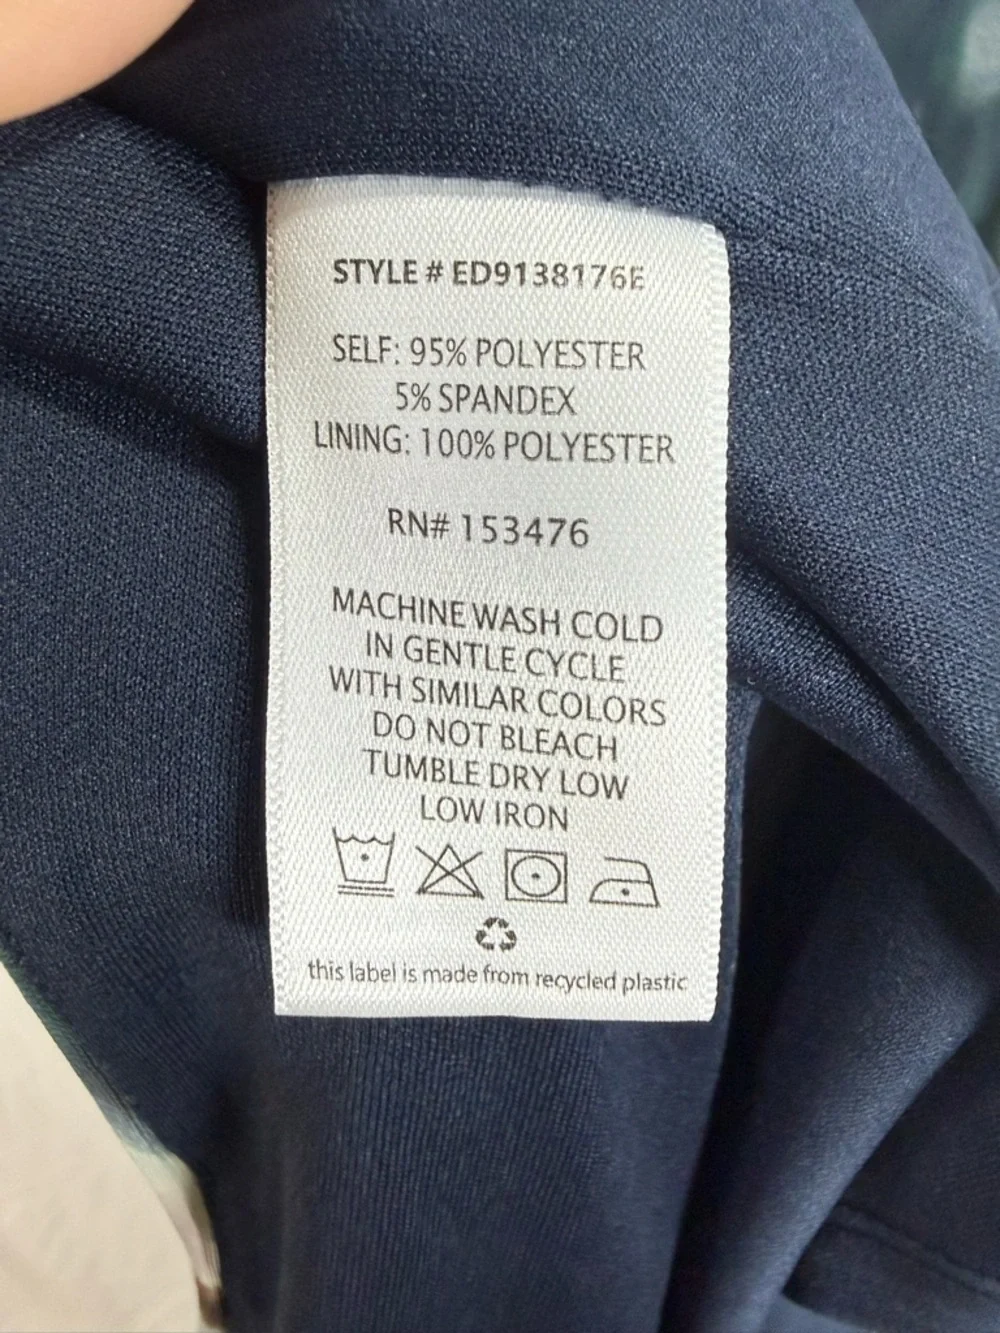 STYLE # ED9138176E
SELF: 95% POLYESTER
5% SPANDEX
LINING: 100% POLYESTER
RN# 153476
MACHINE WASH COLD
IN GENTLE CYCLE
WITH SIMILAR COLORS
DO NOT BLEACH
TUMBLE DRY LOW
LOW IRON
this label is made from recycled plastic